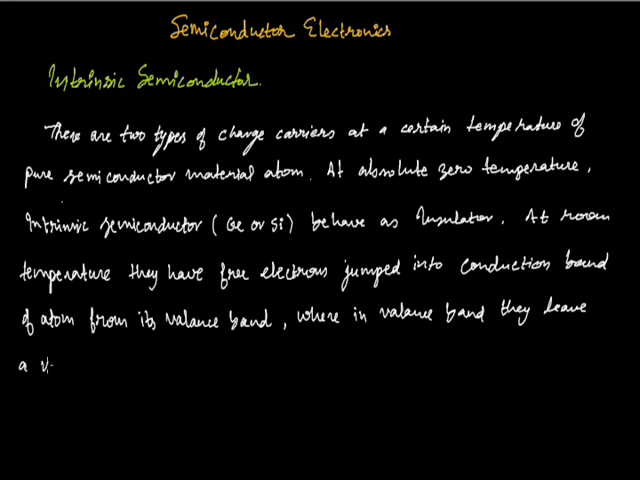 Semiconductor Electronics
Intrinsic Semiconductor.
There are two types of change carriers at a certain temperature of
pure semiconductor material atom. At absolute zero temperature,
Intrinsic semiconductor (Ge or Si) behave as Insulator. At room
temperature they have free electrons jumped into conduction band
of atom from its valance band, where in valance band they leave
a v